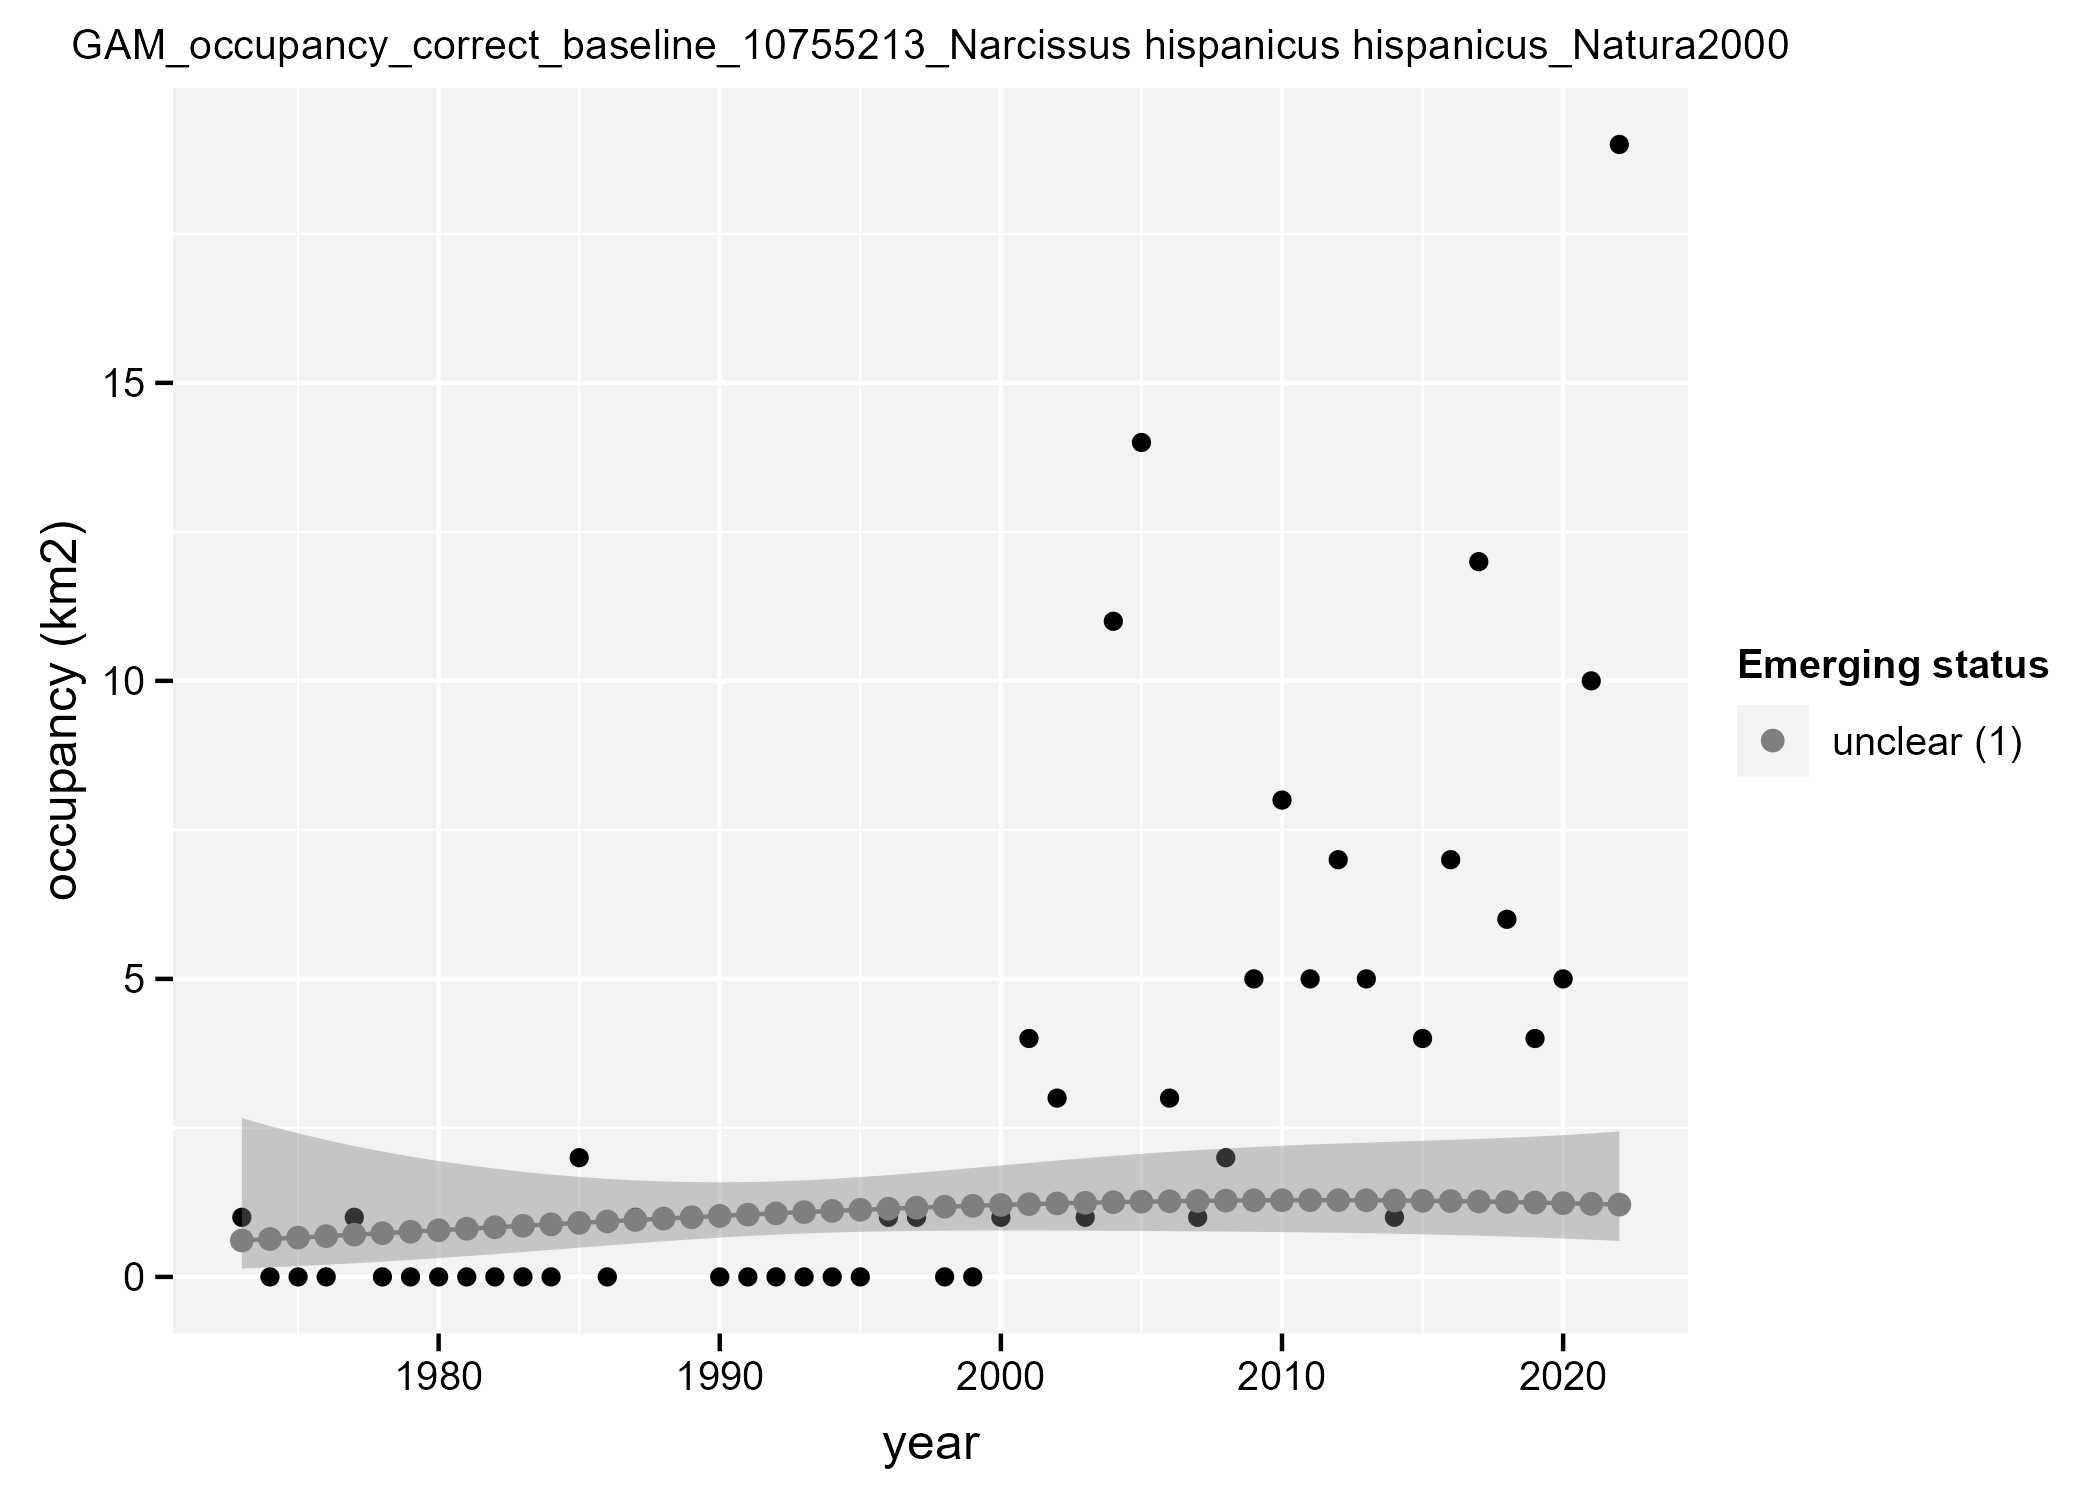 GAM_occupancy_correct_baseline_10755213_Narcissus hispanicus hispanicus_Natura2000
occupancy (km2)
15
10
5
0
1980 1990 2000 2010 2020
year
Emerging status
unclear (1)